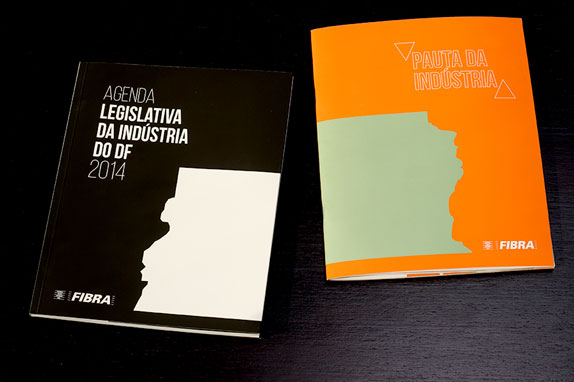 AGENDA
LEGISLATIVA
DA INDÚSTRIA
DO DF
2014
FIBRA
PAUTA DA
INDÚSTRIA
FIBRA